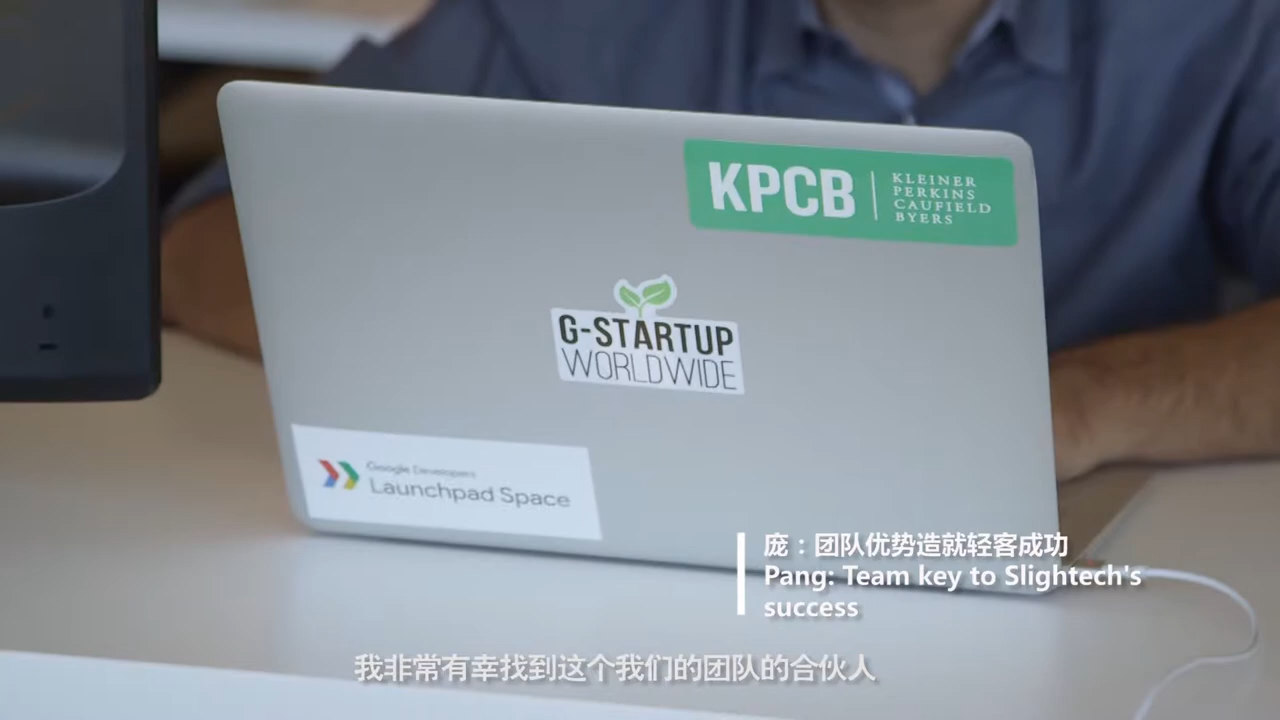 KPCB
KLEINER
PERKINS
CAUFIELD
BYERS
G-STARTUP
WORLDWIDE
Google Developers
Launchpad Space
庞：团队优势造就轻客成功
Pang: Team key to Slightech's
success
我非常有幸找到这个我们的团队的合伙人